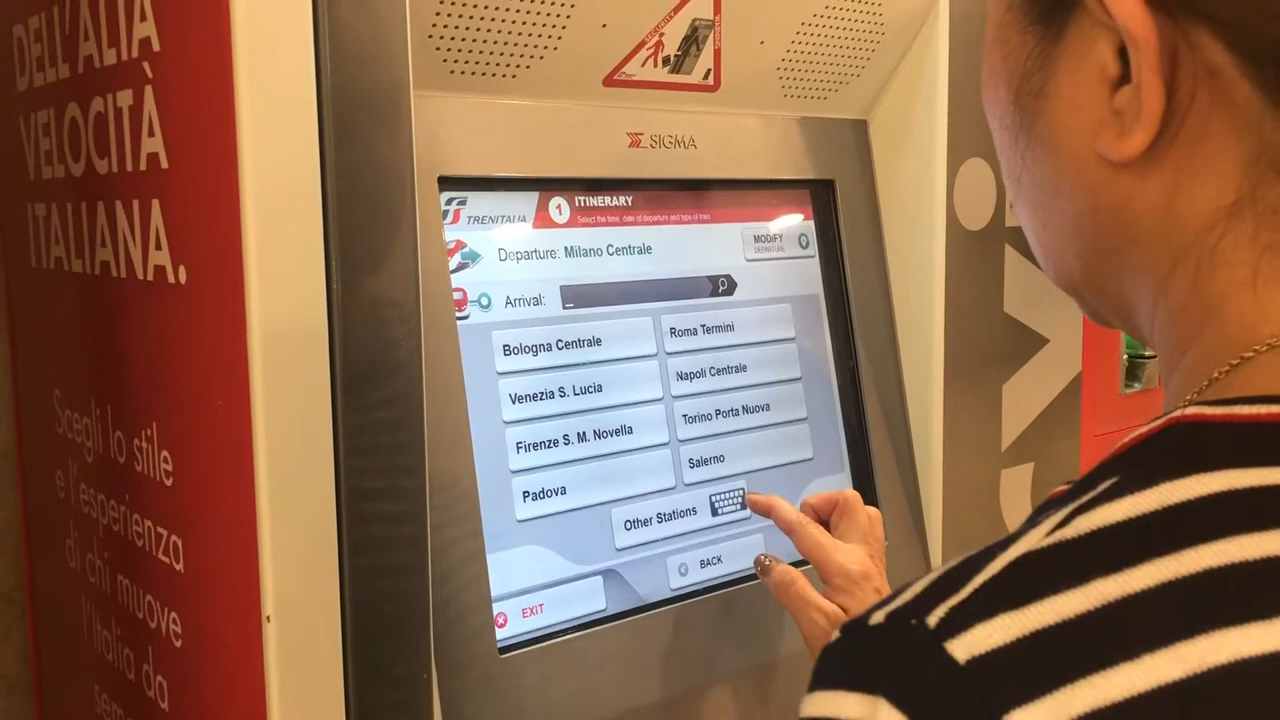 DELL'ALTA
VELOCITÀ
ITALIANA.
Scegli lo stile
e l'esperienza
di chi muove
l'Italia da
SECURITY
WARNING
SIGMA
TRENITALIA
1
ITINERARY
Select the time, date of departure and type of train
Departure: Milano Centrale
MODIFY
DEPARTURE
Arrival: _
Bologna Centrale
Roma Termini
Venezia S. Lucia
Napoli Centrale
Firenze S. M. Novella
Torino Porta Nuova
Padova
Salerno
Other Stations
BACK
EXIT